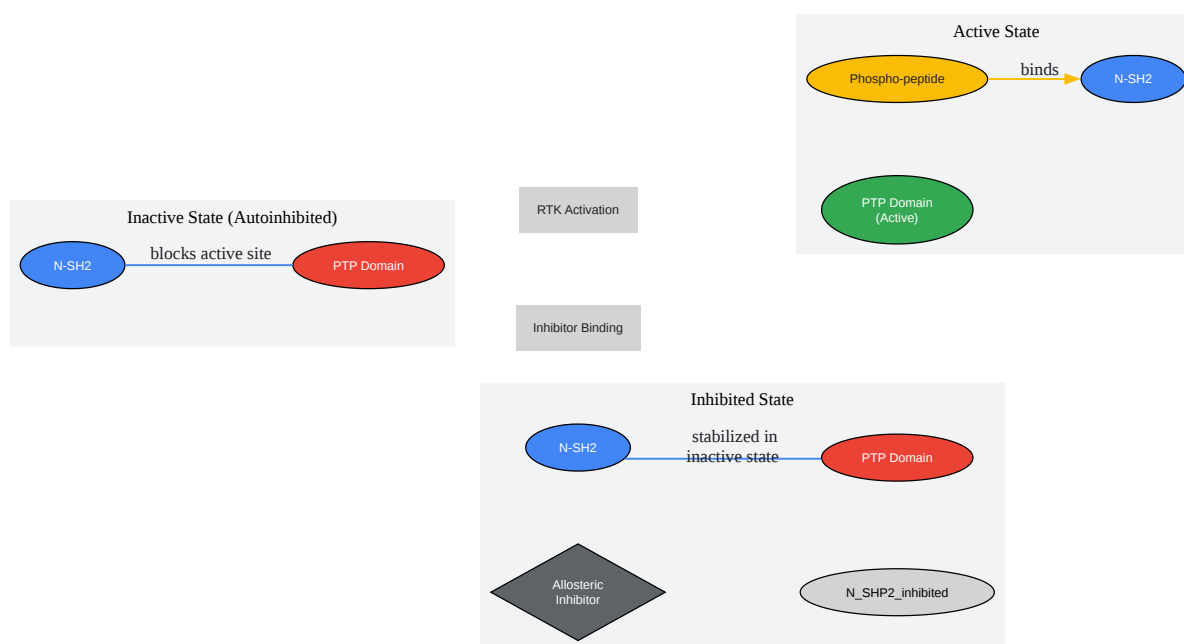 Active State
Phospho-peptide
binds
N-SH2
PTP Domain
(Active)
RTK Activation
Inactive State (Autoinhibited)
N-SH2
blocks active site
PTP Domain
Inhibitor Binding
Inhibited State
N-SH2
stabilized in
inactive state
PTP Domain
Allosteric
Inhibitor
N_SHP2_inhibited